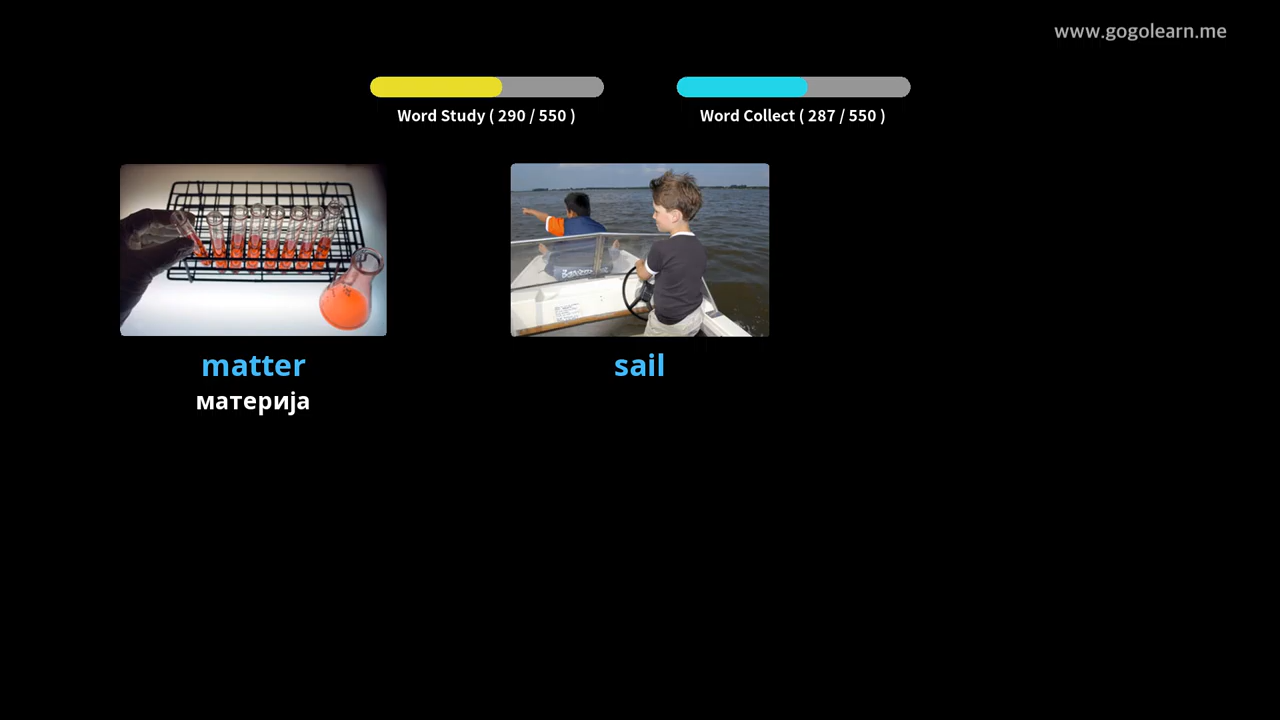 www.gogolearn.me
Word Study ( 290 / 550 )
Word Collect ( 287 / 550 )
matter
sail
материја